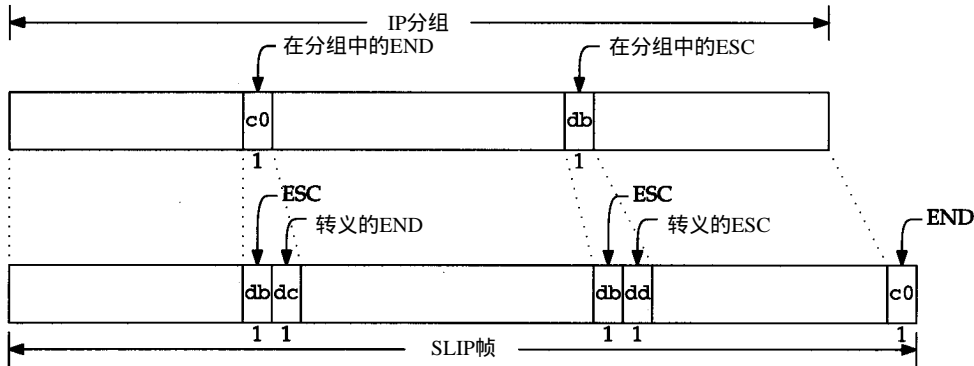 IP分组
在分组中的END
在分组中的ESC
c0
db
1
1
ESC
转义的END
ESC
转义的ESC
END
db
dc
db
dd
c0
1
1
1
1
1
SLIP帧